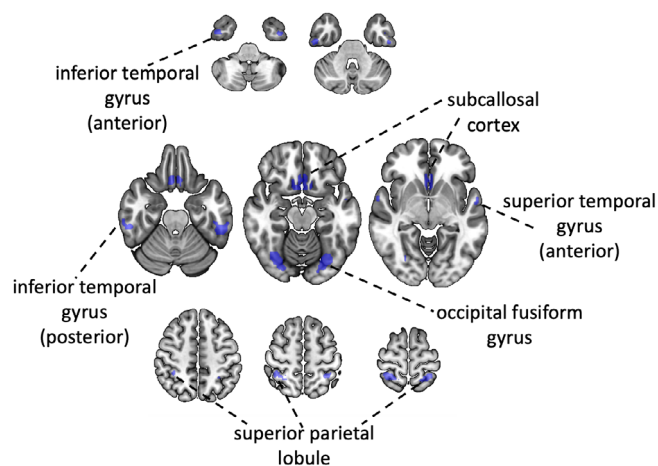 inferior temporal
gyrus
(anterior)
subcallosal
cortex
superior temporal
gyrus
(anterior)
inferior temporal
gyrus
(posterior)
occipital fusiform
gyrus
superior parietal
lobule